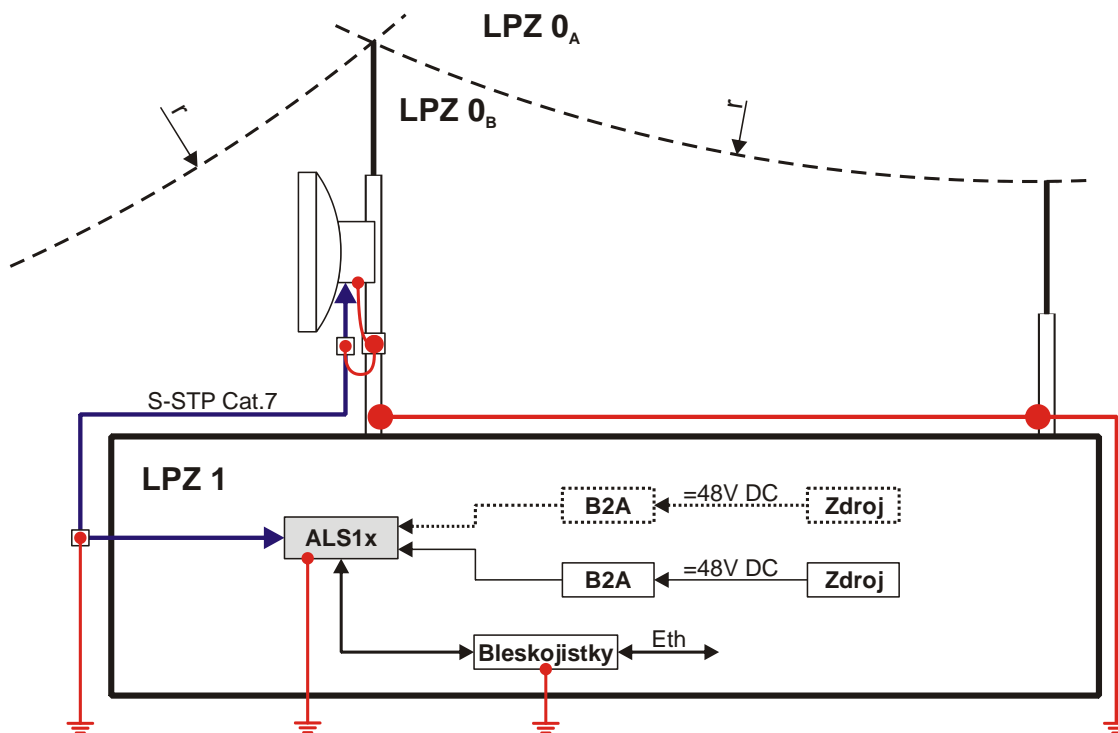 LPZ 0A
r
LPZ 0B
r
S-STP Cat.7
LPZ 1
B2A
=48V DC
Zdroj
ALS1x
B2A
=48V DC
Zdroj
Bleskojistky
Eth